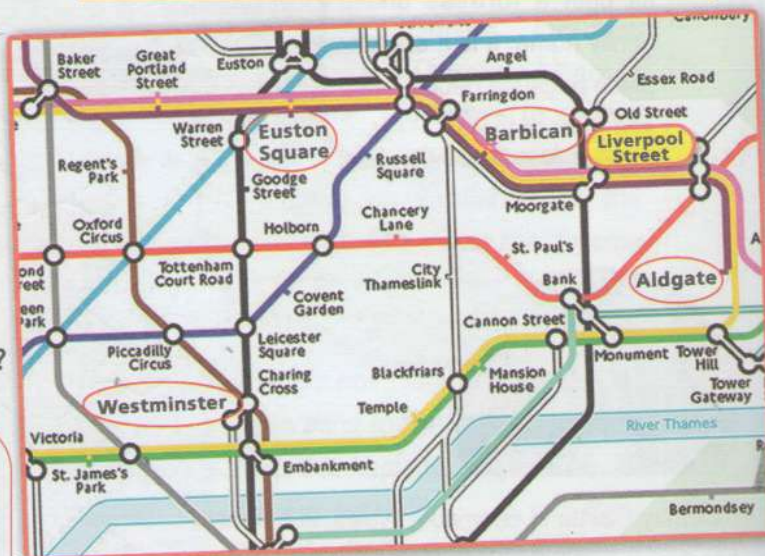 Canonbury
Baker
Street
Great
Portland
Street
Euston
Angel
Essex Road
Farringdon
Old Street
Warren
Street
Euston
Square
Barbican
Liverpool
Street
Regent's
Park
Goodge
Street
Russell
Square
Moorgate
Oxford
Circus
Holborn
Chancery
Lane
St. Paul's
Tottenham
Court Road
City
Thameslink
Bank
Aldgate
Covent
Garden
Cannon Street
Piccadilly
Circus
Leicester
Square
Monument
Tower
Hill
Tower
Gateway
Charing
Cross
Blackfriars
Mansion
House
Westminster
Temple
River Thames
Victoria
St. James's
Park
Embankment
Bermondsey